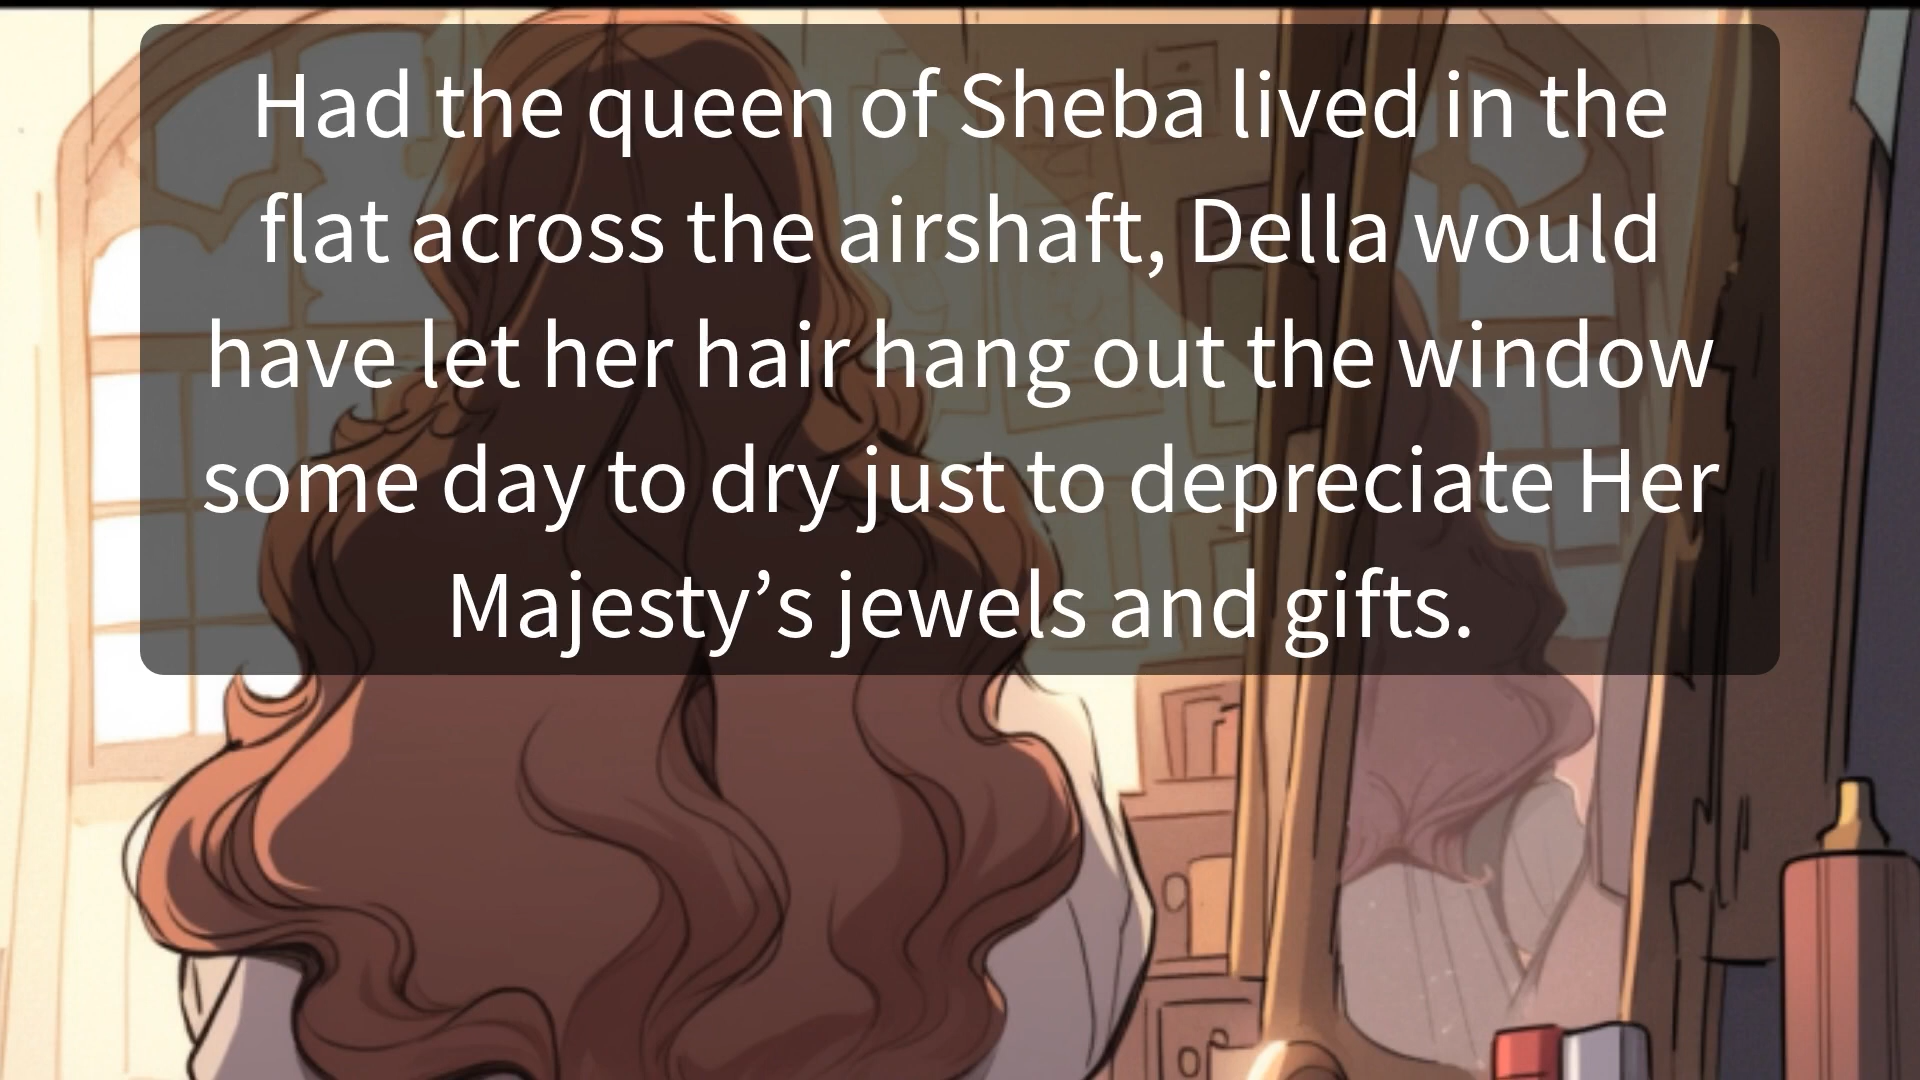 Had the queen of Sheba lived in the
flat across the airshaft, Della would
have let her hair hang out the window
some day to dry just to depreciate Her
Majesty’s jewels and gifts.